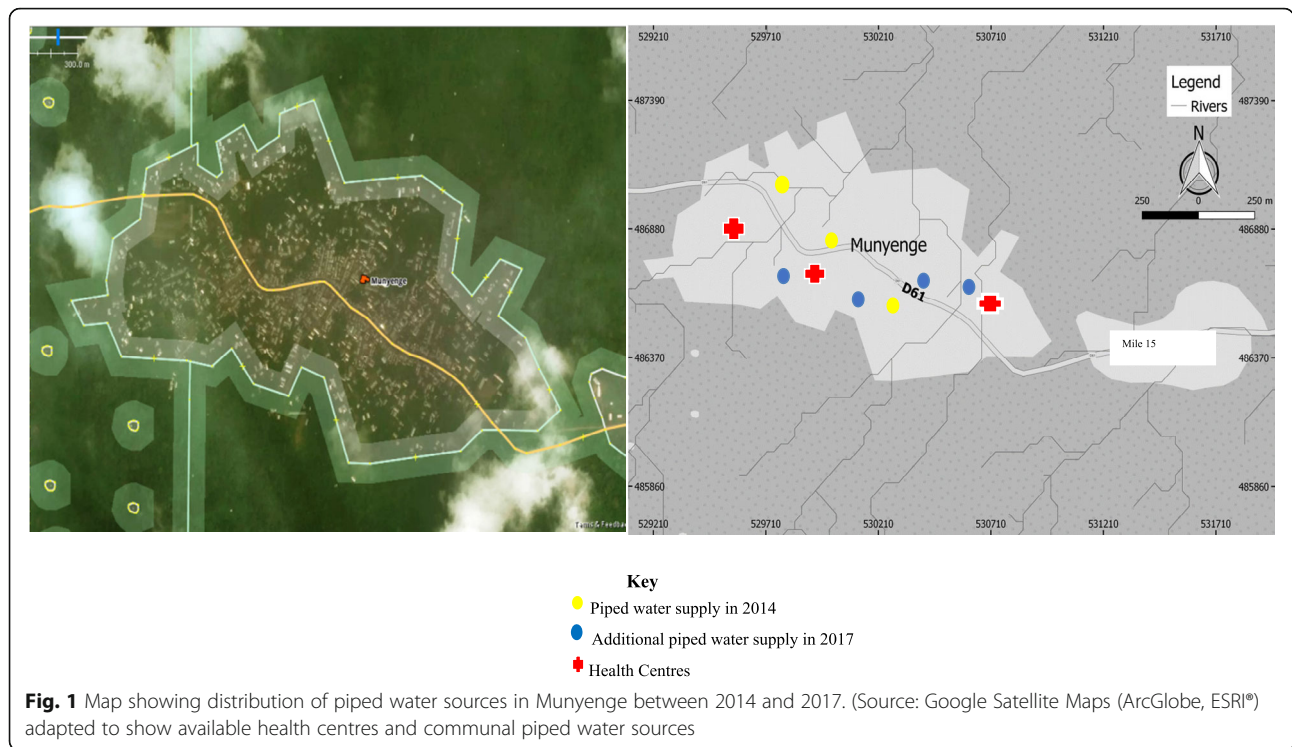 300.0 m
Munyenge
529210
529710
530210
530710
531210
531710
487390
487390
Legend
Rivers
N
250
0
250 m
486880
486880
Munyenge
D61
Mile 15
486370
486370
485860
485860
529210
529710
530210
530710
531210
531710
Key
Piped water supply in 2014
Additional piped water supply in 2017
Health Centres
Fig. 1 Map showing distribution of piped water sources in Munyenge between 2014 and 2017. (Source: Google Satellite Maps (ArcGlobe, ESRI®)
adapted to show available health centres and communal piped water sources